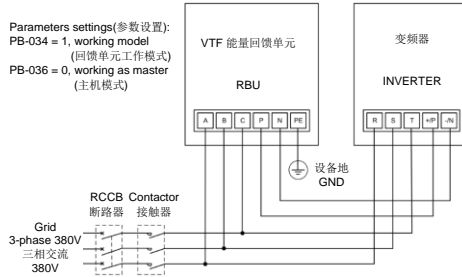 Parameters settings(参数设置):
PB-034 = 1, working model
(回馈单元工作模式)
PB-036 = 0, working as master
(主机模式)
VTF 能量回馈单元
RBU
A B C P N PE
变频器
INVERTER
R S T +/P -/N
设备地
GND
RCCB Contactor
断路器 接触器
Grid
3-phase 380V
三相交流
380V